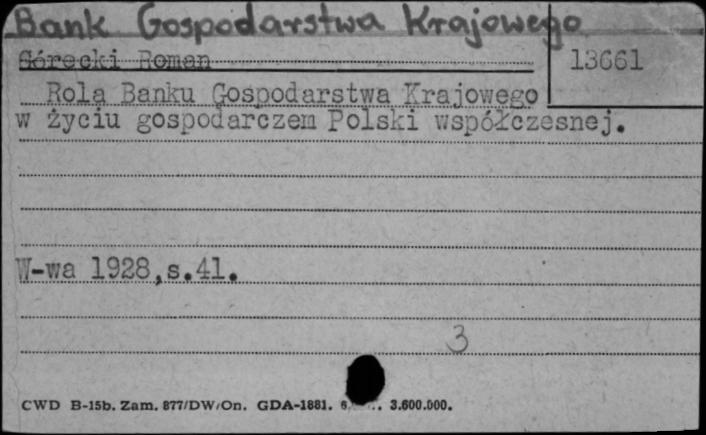 Bank Gospodarstwa Krajowego
Górecki Roman
13661
Rola Banku Gospodarstwa Krajowego
w życiu gospodarczem Polski współczesnej.
W-wa 1928,s.41.
3
CWD B-15b. Zam. 877/DW/On. GDA-1881. 3.600.000.